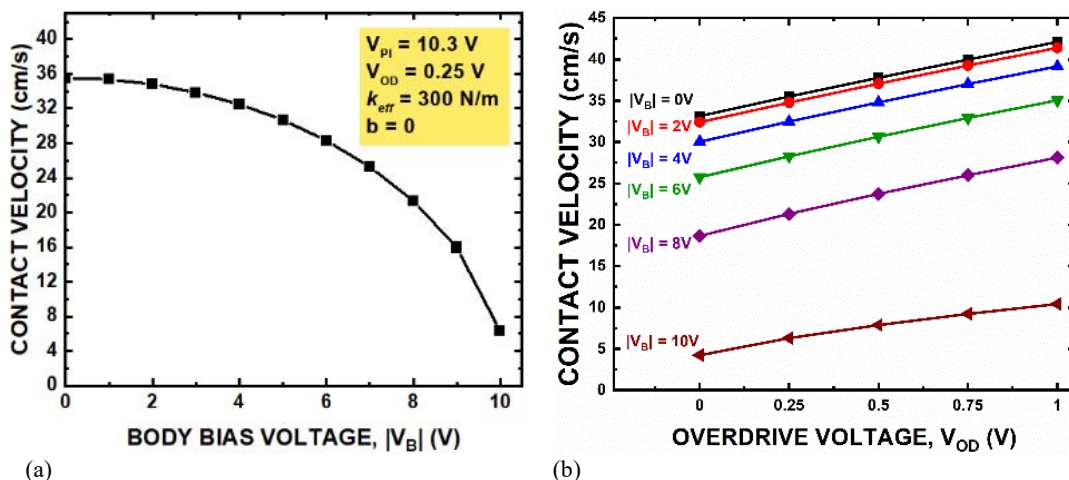 CONTACT VELOCITY (cm/s)
40
36
32
28
24
20
16
12
8
4
0
V_PI = 10.3 V
V_OD = 0.25 V
k_eff = 300 N/m
b = 0
0 2 4 6 8 10
BODY BIAS VOLTAGE, |V_B| (V)
(a)
CONTACT VELOCITY (cm/s)
45
40
35
30
25
20
15
10
5
0
|V_B| = 0V
|V_B| = 2V
|V_B| = 4V
|V_B| = 6V
|V_B| = 8V
|V_B| = 10V
0 0.25 0.5 0.75 1
OVERDRIVE VOLTAGE, V_OD (V)
(b)